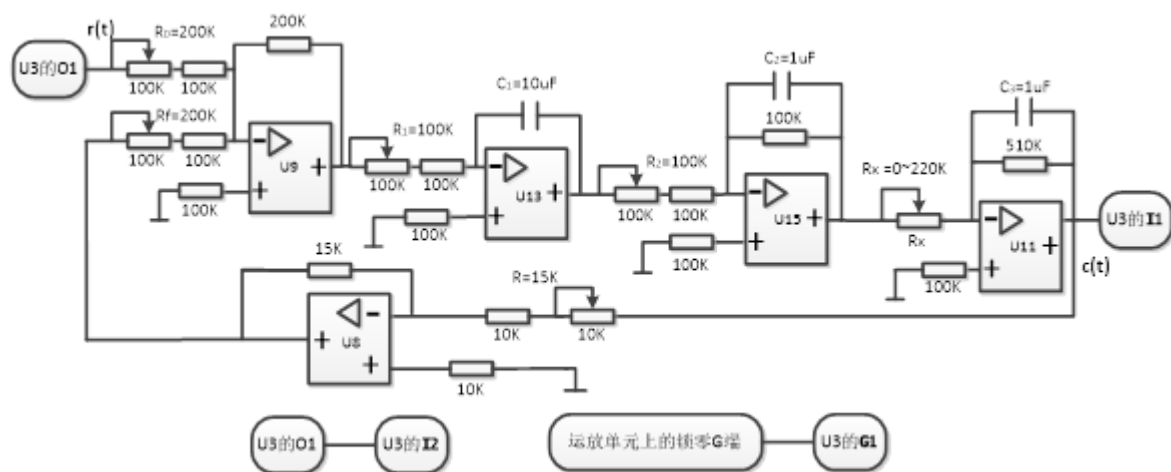 r(t)
U3的O1
R₀=200K
100K
100K
200K
Rf=200K
100K
100K
U9
100K
R₁=100K
100K
100K
C₁=10uF
U13
100K
R₂=100K
100K
100K
C₂=1uF
100K
U15
100K
Rx =0~220K
Rx
C₃=1uF
510K
U11
100K
U3的I1
c(t)
15K
U8
10K
R=15K
10K
10K
U3的O1
U3的I2
运放单元上的锁零G端
U3的G1